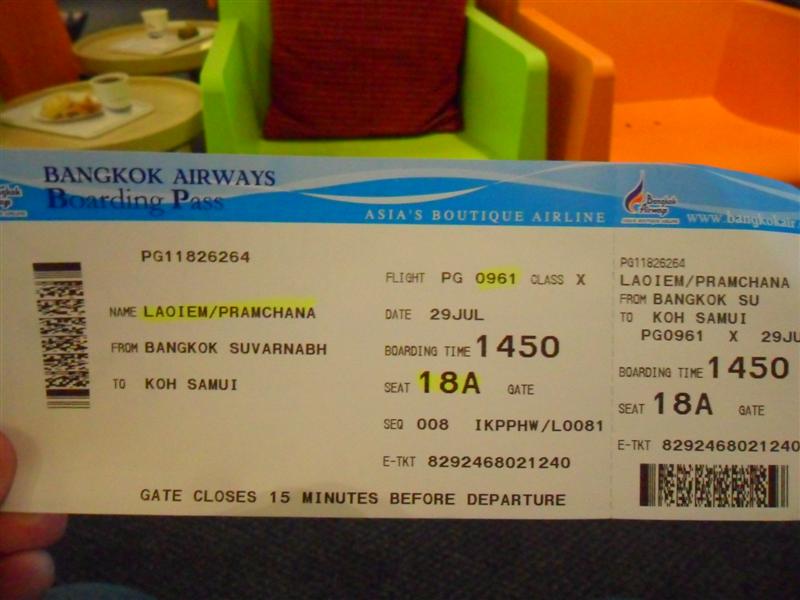 BANGKOK AIRWAYS
Boarding Pass
ASIA'S BOUTIQUE AIRLINE
Bangkok
Airways
PG11826264
FLIGHT PG 0961 CLASS X
NAME LAOIEM/PRAMCHANA
DATE 29JUL
FROM BANGKOK SUVARNABH
BOARDING TIME 1450
TO KOH SAMUI
SEAT 18A GATE
SEQ 008 IKPPHW/L0081
E-TKT 8292468021240
GATE CLOSES 15 MINUTES BEFORE DEPARTURE
www.bangkokair
PG11826264
LAOIEM/PRAMCHANA
FROM BANGKOK SU
TO KOH SAMUI
PG0961 X 29JU
BOARDING TIME 1450
SEAT 18A GATE
E-TKT 8292468021240